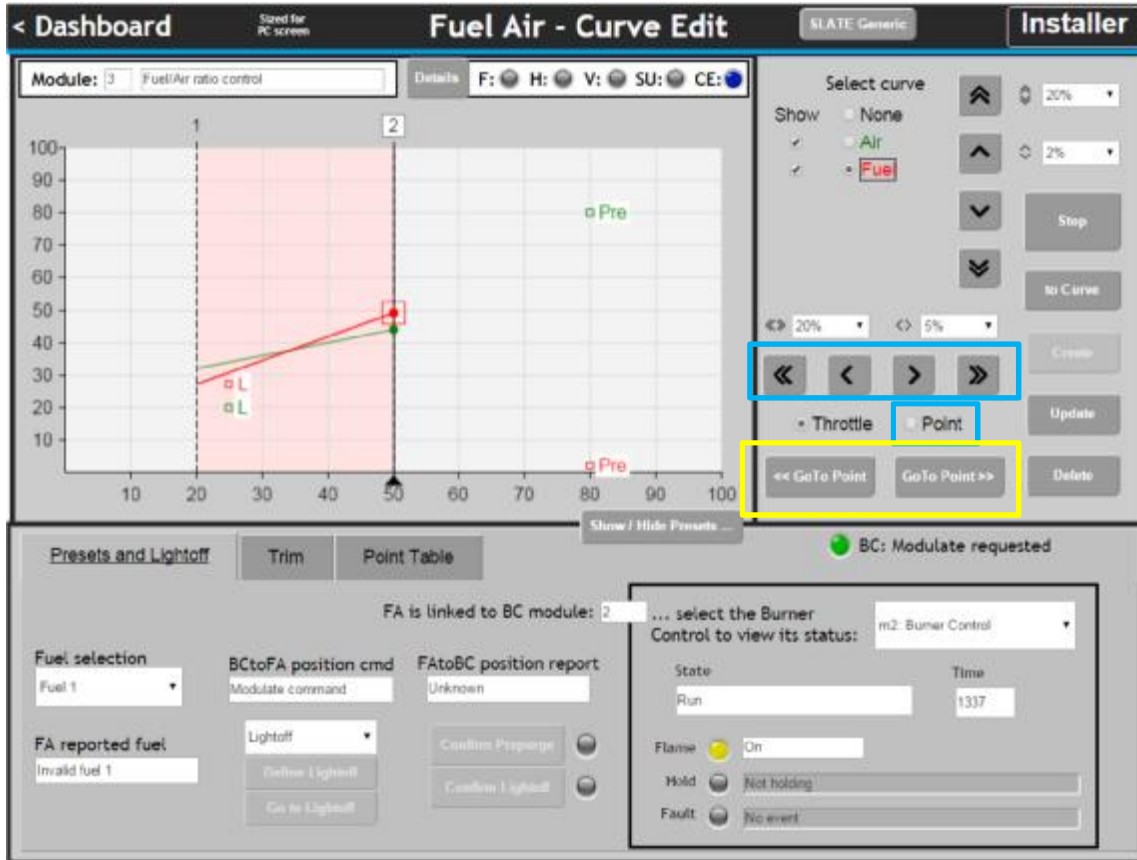 < Dashboard Sized for PC screen Fuel Air - Curve Edit SLATE Generic Installer
Module: 3 Fuel/Air ratio control Details F: H: V: SU: CE:
1 2
100
90
80
70
60
50
40
30
20
10
Pre
L
L
Pre
10 20 30 40 50 60 70 80 90 100
Select curve
Show None
Air
Fuel
20%
2%
Stop
to Curve
20% 5%
Create
Throttle Point
Update
<< GoTo Point GoTo Point >>
Delete
Show / Hide Presets ...
Presets and Lightoff Trim Point Table
BC: Modulate requested
FA is linked to BC module: 2 ... select the Burner
Control to view its status:
m2: Burner Control
Fuel selection
Fuel 1
BCtoFA position cmd
Modulate command
FAtoBC position report
Unknown
FA reported fuel
Invalid fuel 1
Lightoff
Define Lightoff
Go to Lightoff
Confirm Prepurge
Confirm Lightoff
State Time
Run 1337
Flame On
Hold Not holding
Fault No event